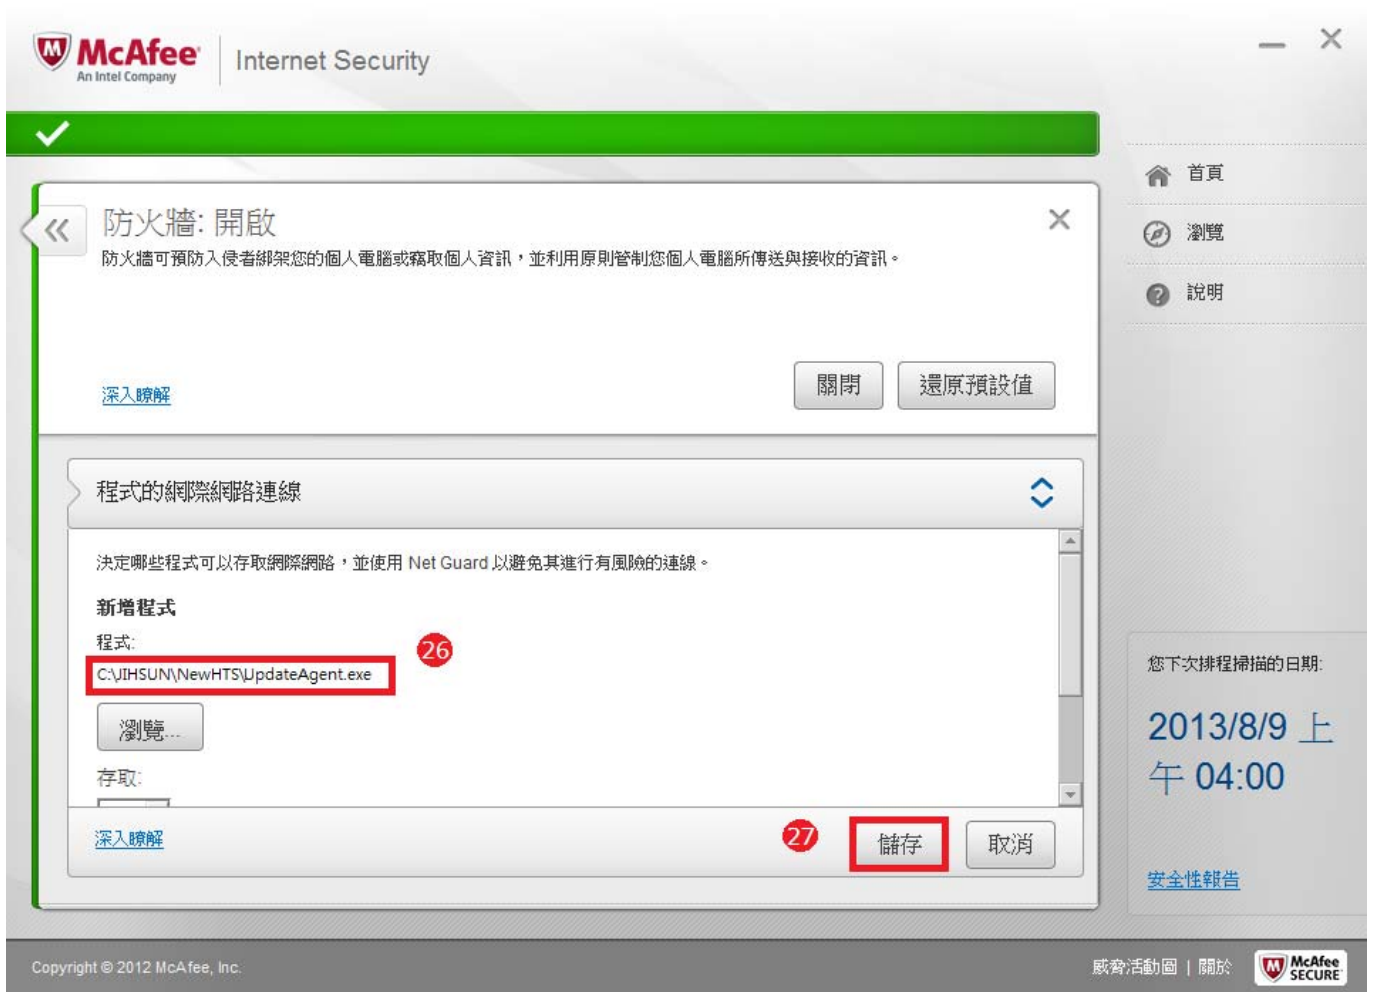 McAfee
An Intel Company
Internet Security
首頁
瀏覽
說明
防火牆: 開啟
防火牆可預防入侵者綁架您的個人電腦或竊取個人資訊，並利用原則管制您個人電腦所傳送與接收的資訊。
深入瞭解
關閉
還原預設值
程式的網際網路連線
決定哪些程式可以存取網際網路，並使用 Net Guard 以避免其進行有風險的連線。
新增程式
程式:
26
C:\JIHSUN\NewHTS\UpdateAgent.exe
瀏覽...
存取:
深入瞭解
27
儲存
取消
您下次排程掃描的日期:
2013/8/9 上
午 04:00
安全性報告
Copyright © 2012 McAfee, Inc.
威脅活動圖 | 關於
McAfee
SECURE